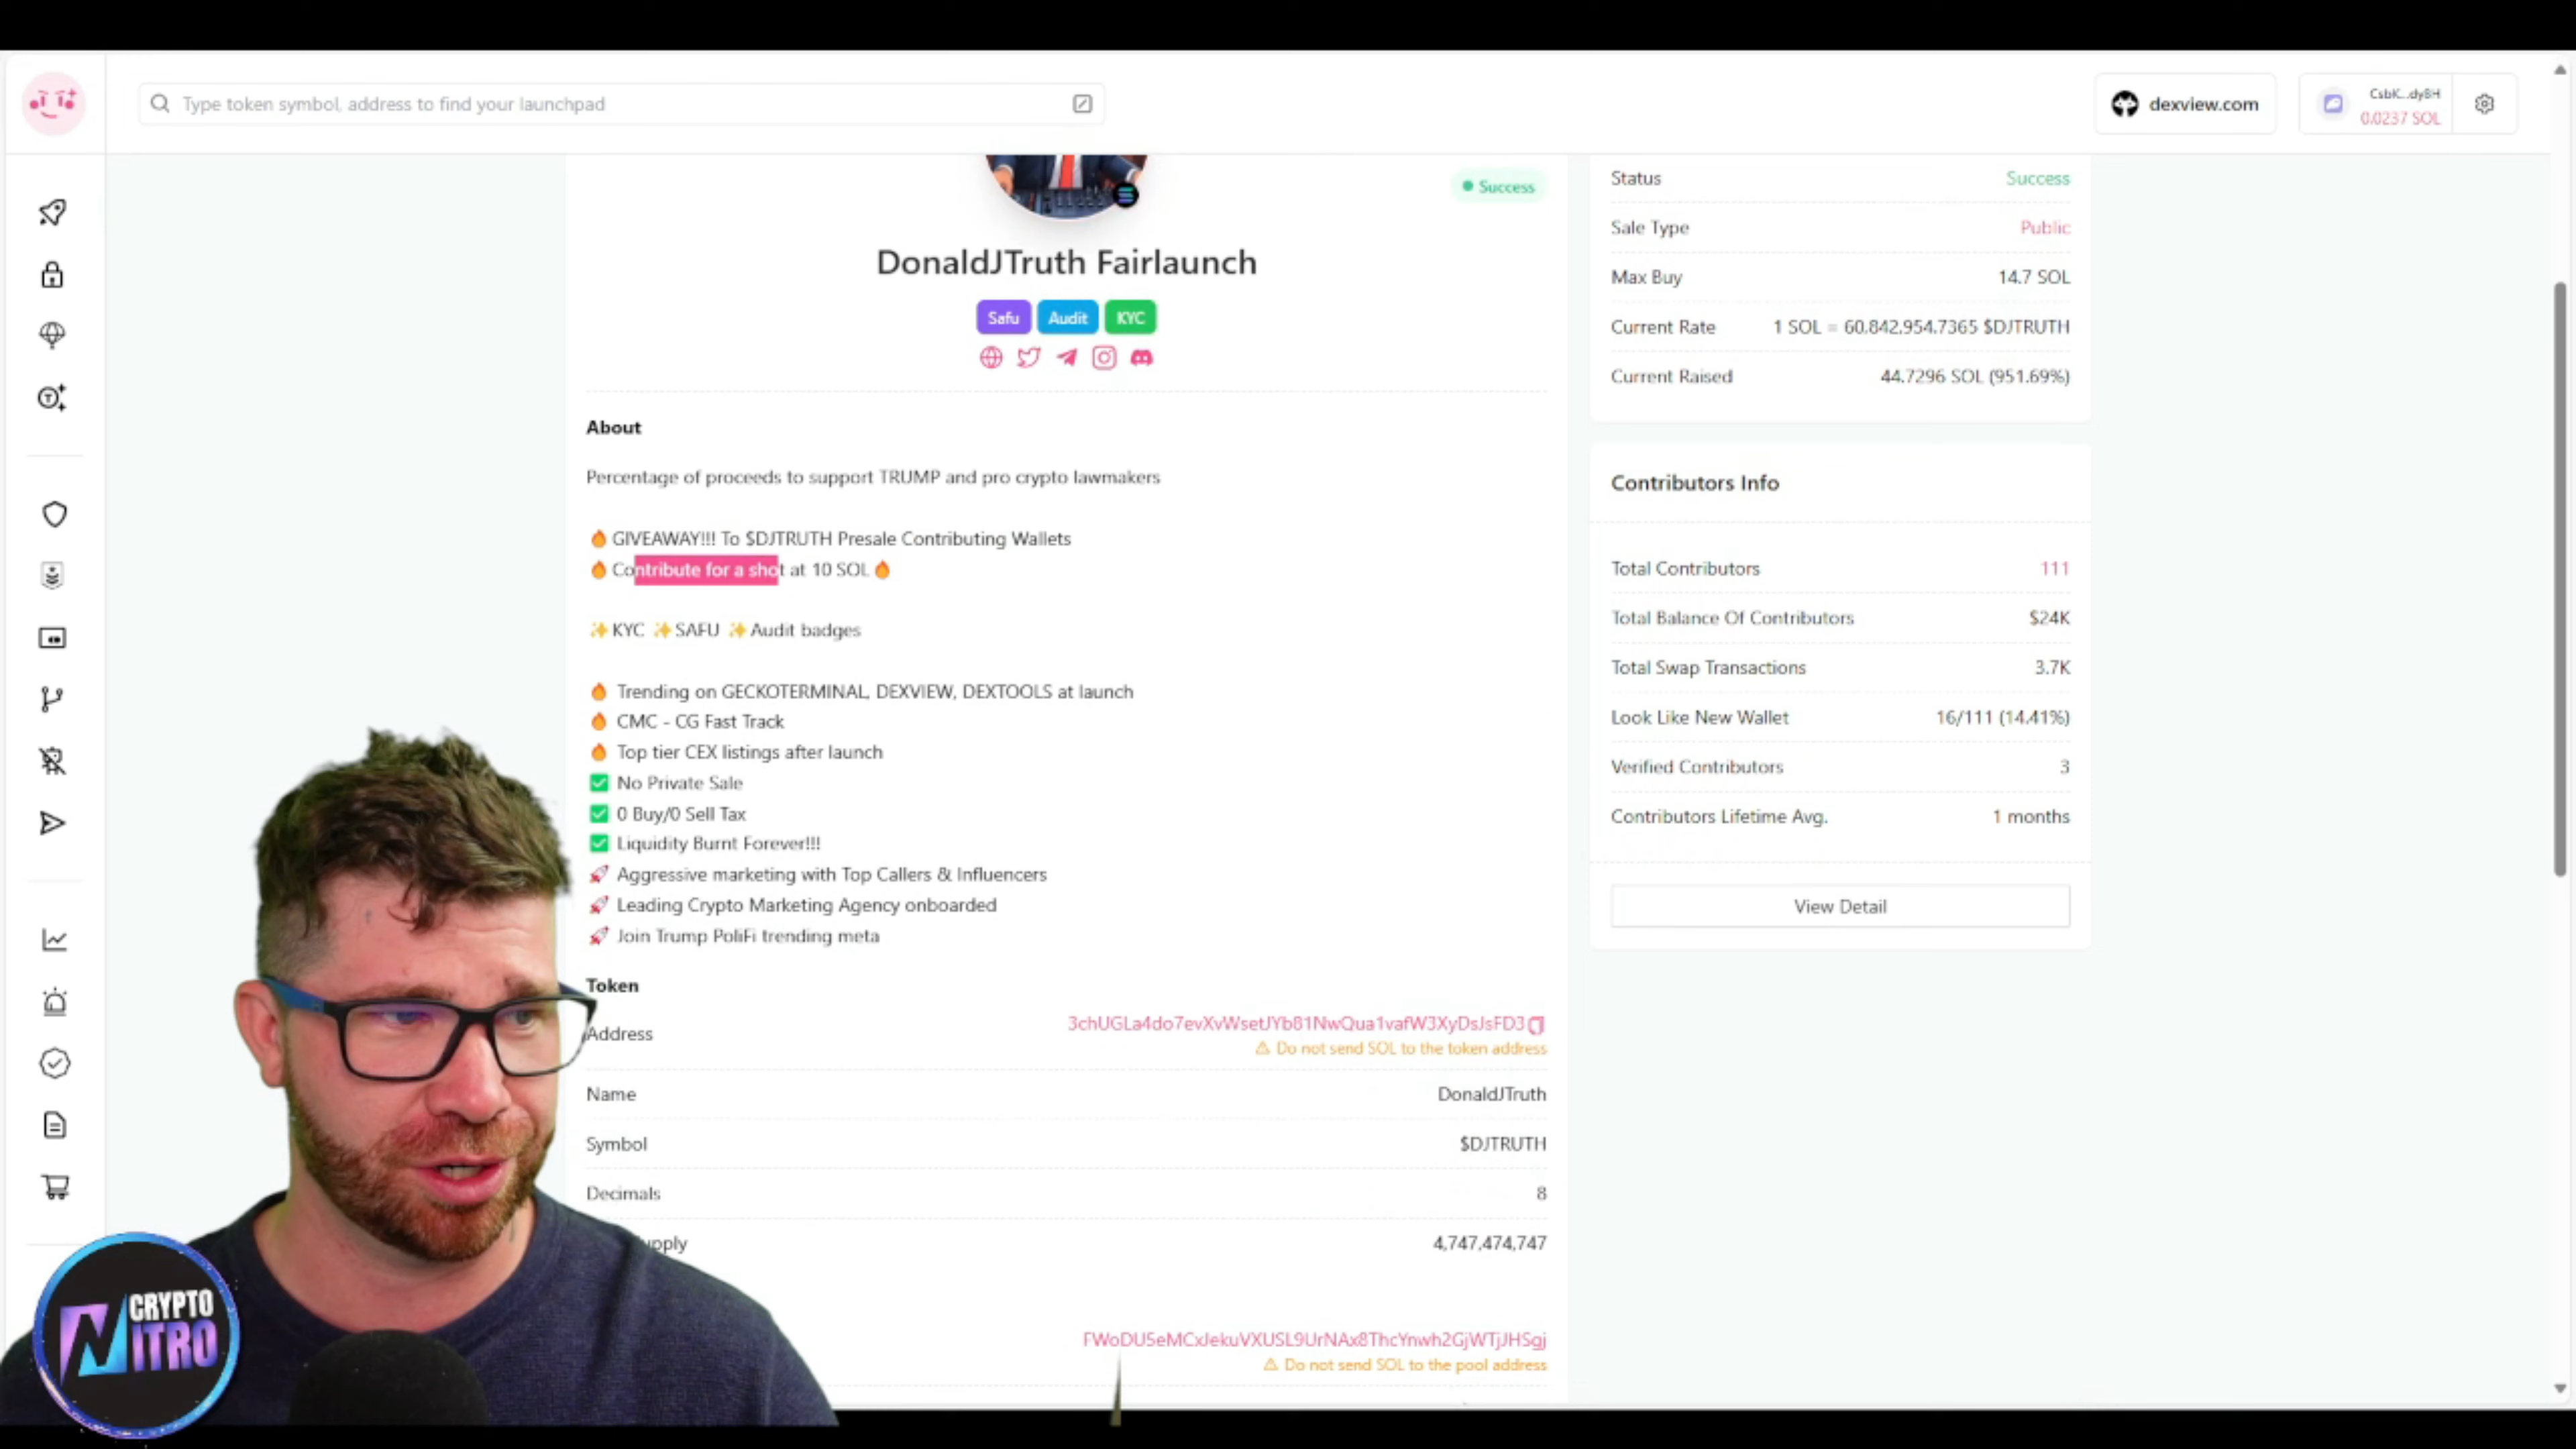 Type token symbol, address to find your launchpad
dexview.com
CsbK...dy8H
0.0237 SOL
Success
DonaldJTruth Fairlaunch
Safu
Audit
KYC
About
Percentage of proceeds to support TRUMP and pro crypto lawmakers
🔥 GIVEAWAY!!! To $DJTRUTH Presale Contributing Wallets
🔥 Contribute for a shot at 10 SOL 🔥
✨ KYC ✨ SAFU ✨ Audit badges
🔥 Trending on GECKOTERMINAL, DEXVIEW, DEXTOOLS at launch
🔥 CMC - CG Fast Track
🔥 Top tier CEX listings after launch
✅ No Private Sale
✅ 0 Buy/0 Sell Tax
✅ Liquidity Burnt Forever!!!
🚀 Aggressive marketing with Top Callers & Influencers
🚀 Leading Crypto Marketing Agency onboarded
🚀 Join Trump PoliFi trending meta
Token
Address 3chUGLa4do7evXvWsetJYb81NwQua1vafW3XyDsJsFD3
⚠ Do not send SOL to the token address
Name DonaldJTruth
Symbol $DJTRUTH
Decimals 8
upply 4,747,474,747
FWoDU5eMCxJekuVXUSL9UrNAx8ThcYnwh2GjWTjJHSgj
⚠ Do not send SOL to the pool address
Status Success
Sale Type Public
Max Buy 14.7 SOL
Current Rate 1 SOL = 60,842,954.7365 $DJTRUTH
Current Raised 44.7296 SOL (951.69%)
Contributors Info
Total Contributors 111
Total Balance Of Contributors $24K
Total Swap Transactions 3.7K
Look Like New Wallet 16/111 (14.41%)
Verified Contributors 3
Contributors Lifetime Avg. 1 months
View Detail
CRYPTO
NITRO